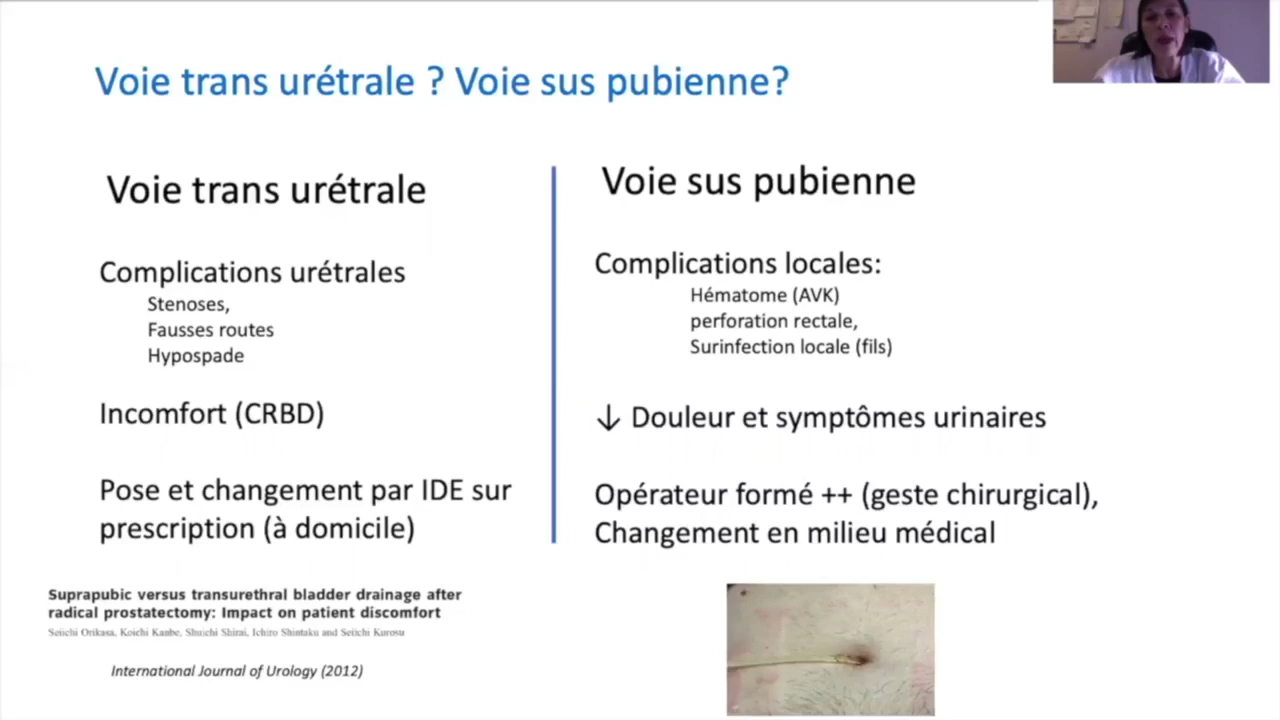 Voie trans urétrale ? Voie sus pubienne?
Voie trans urétrale
Complications urétrales
Stenoses,
Fausses routes
Hypospade
Incomfort (CRBD)
Pose et changement par IDE sur
prescription (à domicile)
Voie sus pubienne
Complications locales:
Hématome (AVK)
perforation rectale,
Surinfection locale (fils)
↓ Douleur et symptômes urinaires
Opérateur formé ++ (geste chirurgical),
Changement en milieu médical
Suprapubic versus transurethral bladder drainage after
radical prostatectomy: Impact on patient discomfort
Seiichi Orikasa, Koichi Kanbe, Shuichi Shirai, Ichiro Shintaku and Seiichi Kurosu
International Journal of Urology (2012)